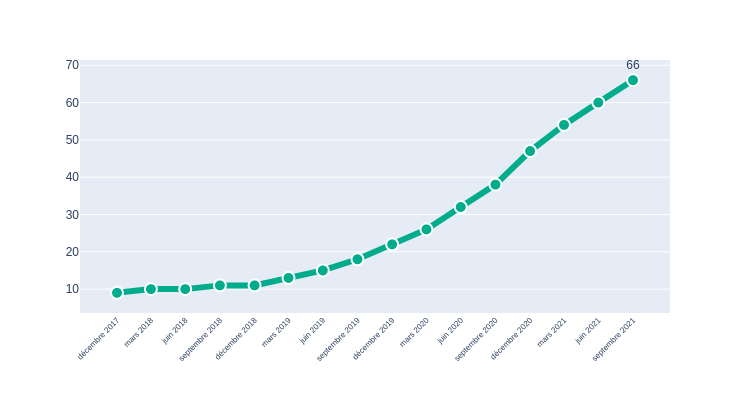 66
70
60
50
40
30
20
10
décembre 2017
mars 2018
juin 2018
septembre 2018
décembre 2018
mars 2019
juin 2019
septembre 2019
décembre 2019
mars 2020
juin 2020
septembre 2020
décembre 2020
mars 2021
juin 2021
septembre 2021